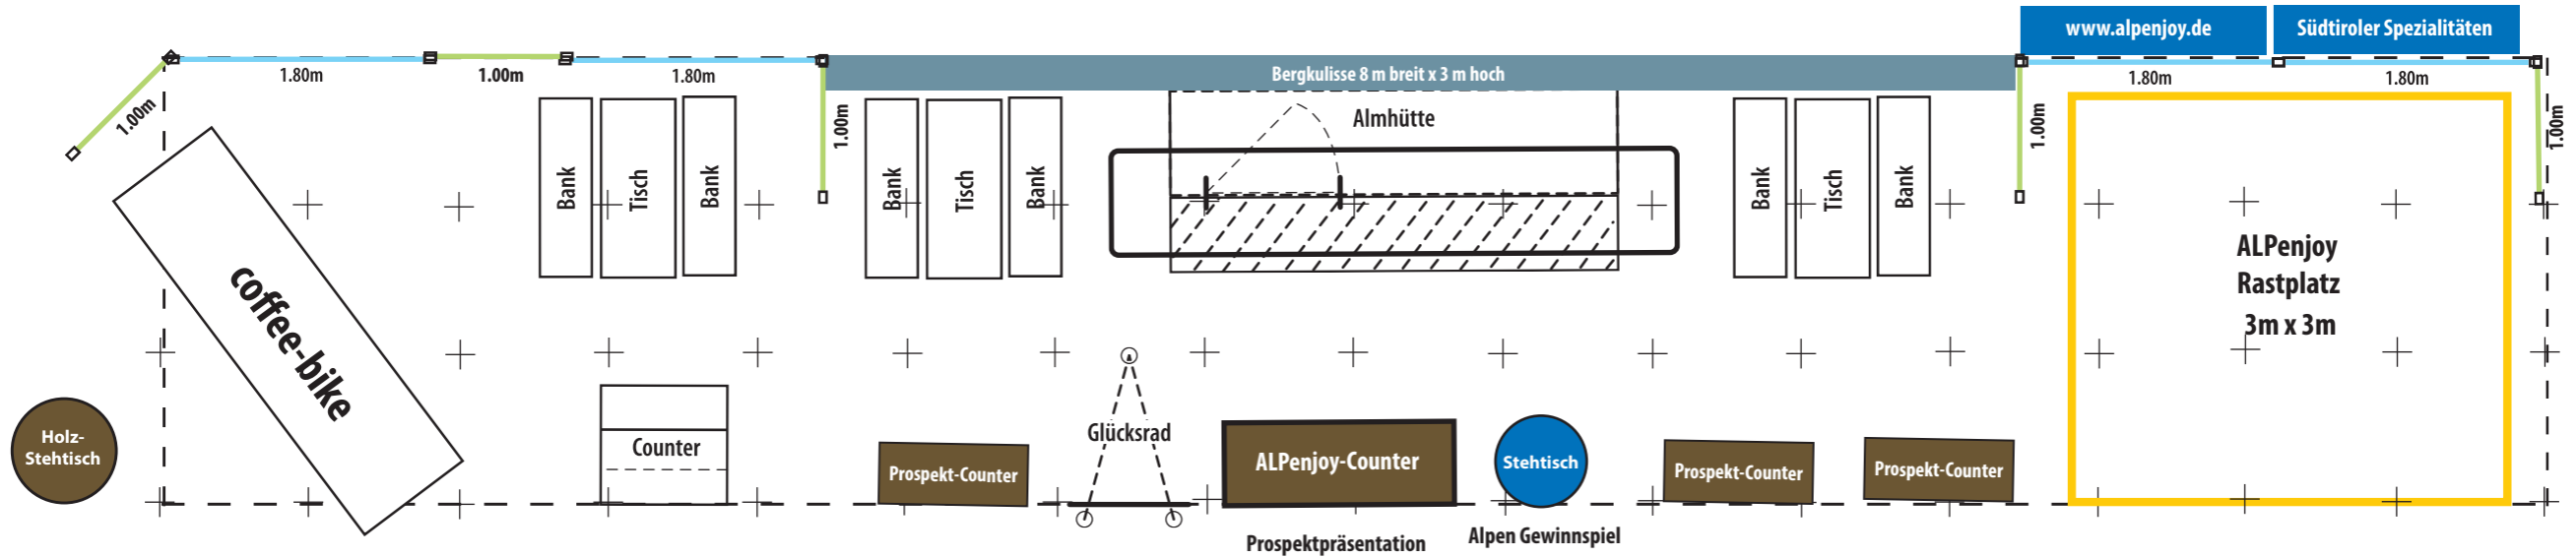 www.alpenjoy.de
Südtiroler Spezialitäten
1.80m
1.00m
1.80m
Bergkulisse 8 m breit x 3 m hoch
1.80m
1.80m
1.00m
1.00m
1.00m
1.00m
Almhütte
Bank
Tisch
Bank
Bank
Tisch
Bank
Bank
Tisch
Bank
ALPenjoy
Rastplatz
3m x 3m
coffee-bike
Holz-
Stehtisch
Counter
Prospekt-Counter
Glücksrad
ALPenjoy-Counter
Stehtisch
Prospekt-Counter
Prospekt-Counter
Prospektpräsentation
Alpen Gewinnspiel